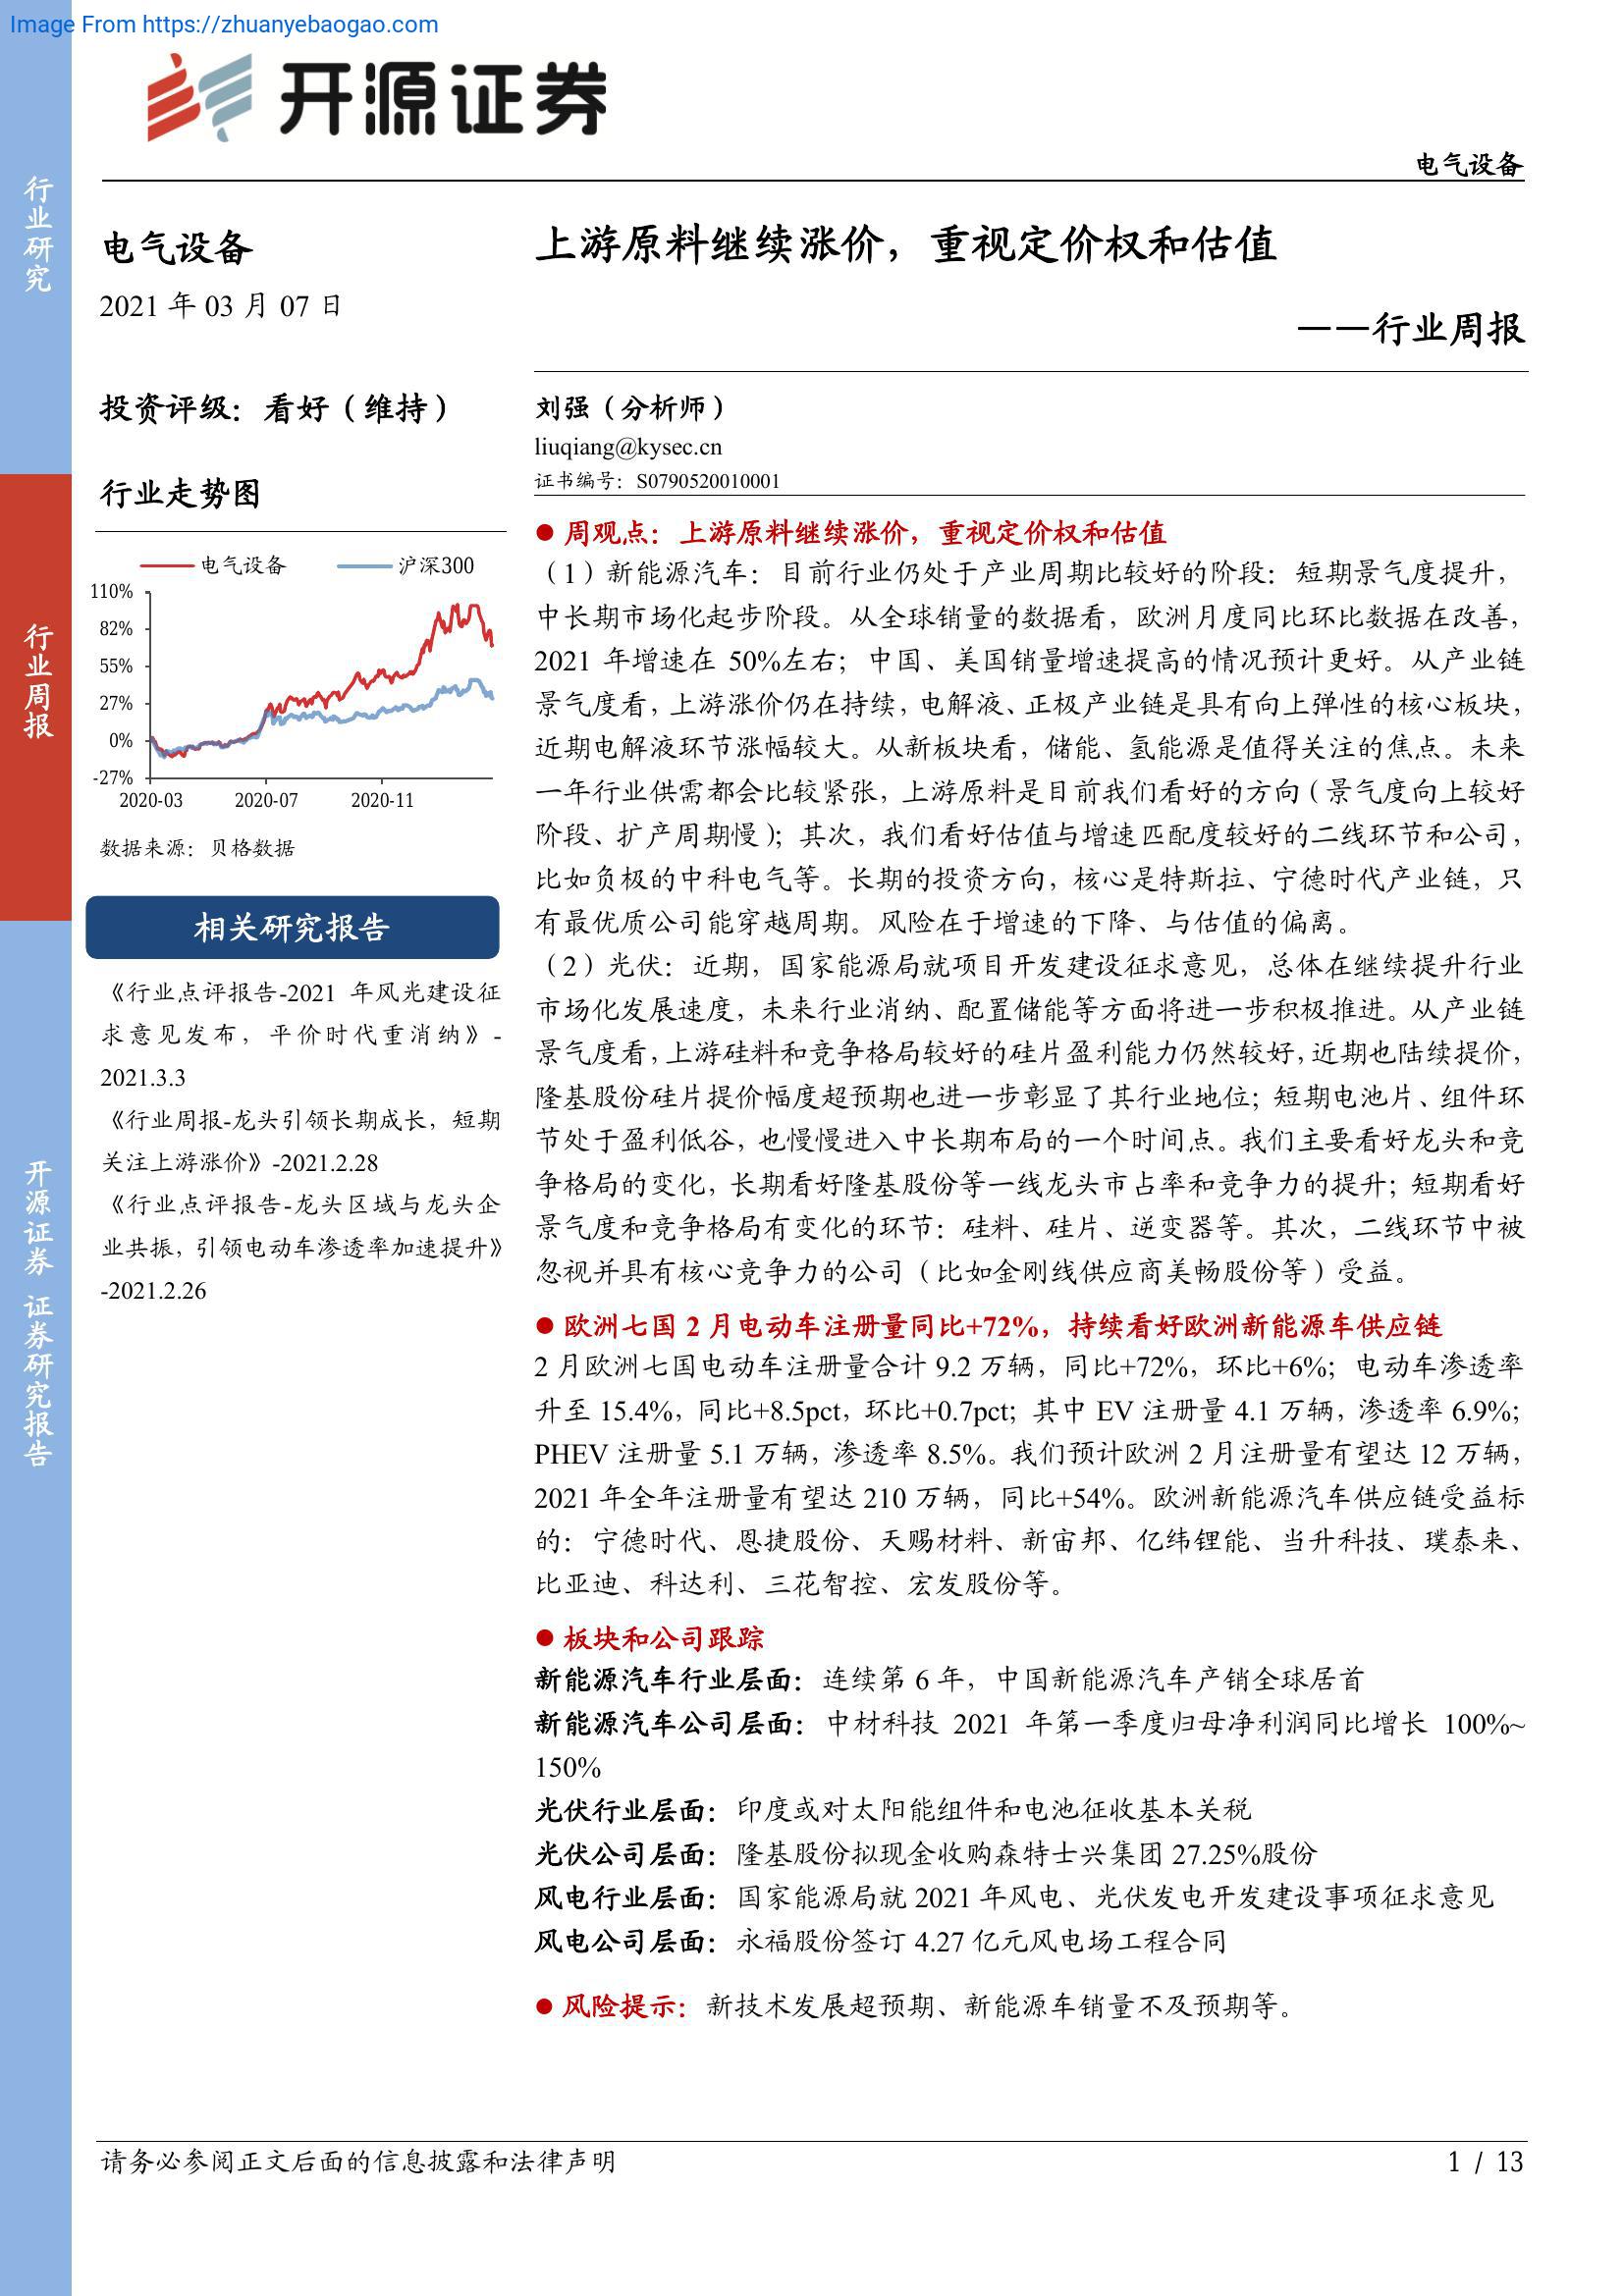 Image From https://zhuanyebaogao.com
开源证券
电气设备
行业研究
行业周报
开源证券 证券研究报告
电气设备
2021 年 03 月 07 日
投资评级：看好（维持）
行业走势图
电气设备 沪深300
110%
82%
55%
27%
0%
-27%
2020-03 2020-07 2020-11
数据来源：贝格数据
相关研究报告
《行业点评报告-2021 年风光建设征
求意见发布，平价时代重消纳》-
2021.3.3
《行业周报-龙头引领长期成长，短期
关注上游涨价》-2021.2.28
《行业点评报告-龙头区域与龙头企
业共振，引领电动车渗透率加速提升》
-2021.2.26
上游原料继续涨价，重视定价权和估值
——行业周报
刘强（分析师）
liuqiang@kysec.cn
证书编号：S0790520010001
● 周观点：上游原料继续涨价，重视定价权和估值
（1）新能源汽车：目前行业仍处于产业周期比较好的阶段：短期景气度提升，
中长期市场化起步阶段。从全球销量的数据看，欧洲月度同比环比数据在改善，
2021 年增速在 50%左右；中国、美国销量增速提高的情况预计更好。从产业链
景气度看，上游涨价仍在持续，电解液、正极产业链是具有向上弹性的核心板块，
近期电解液环节涨幅较大。从新板块看，储能、氢能源是值得关注的焦点。未来
一年行业供需都会比较紧张，上游原料是目前我们看好的方向（景气度向上较好
阶段、扩产周期慢）；其次，我们看好估值与增速匹配度较好的二线环节和公司，
比如负极的中科电气等。长期的投资方向，核心是特斯拉、宁德时代产业链，只
有最优质公司能穿越周期。风险在于增速的下降、与估值的偏离。
（2）光伏：近期，国家能源局就项目开发建设征求意见，总体在继续提升行业
市场化发展速度，未来行业消纳、配置储能等方面将进一步积极推进。从产业链
景气度看，上游硅料和竞争格局较好的硅片盈利能力仍然较好，近期也陆续提价，
隆基股份硅片提价幅度超预期也进一步彰显了其行业地位；短期电池片、组件环
节处于盈利低谷，也慢慢进入中长期布局的一个时间点。我们主要看好龙头和竞
争格局的变化，长期看好隆基股份等一线龙头市占率和竞争力的提升；短期看好
景气度和竞争格局有变化的环节：硅料、硅片、逆变器等。其次，二线环节中被
忽视并具有核心竞争力的公司（比如金刚线供应商美畅股份等）受益。
● 欧洲七国 2 月电动车注册量同比+72%，持续看好欧洲新能源车供应链
2 月欧洲七国电动车注册量合计 9.2 万辆，同比+72%，环比+6%；电动车渗透率
升至 15.4%，同比+8.5pct，环比+0.7pct；其中 EV 注册量 4.1 万辆，渗透率 6.9%；
PHEV 注册量 5.1 万辆，渗透率 8.5%。我们预计欧洲 2 月注册量有望达 12 万辆，
2021 年全年注册量有望达 210 万辆，同比+54%。欧洲新能源汽车供应链受益标
的：宁德时代、恩捷股份、天赐材料、新宙邦、亿纬锂能、当升科技、璞泰来、
比亚迪、科达利、三花智控、宏发股份等。
● 板块和公司跟踪
新能源汽车行业层面：连续第 6 年，中国新能源汽车产销全球居首
新能源汽车公司层面：中材科技 2021 年第一季度归母净利润同比增长 100%~
150%
光伏行业层面：印度或对太阳能组件和电池征收基本关税
光伏公司层面：隆基股份拟现金收购森特士兴集团 27.25%股份
风电行业层面：国家能源局就 2021 年风电、光伏发电开发建设事项征求意见
风电公司层面：永福股份签订 4.27 亿元风电场工程合同
● 风险提示：新技术发展超预期、新能源车销量不及预期等。
请务必参阅正文后面的信息披露和法律声明
1 / 13